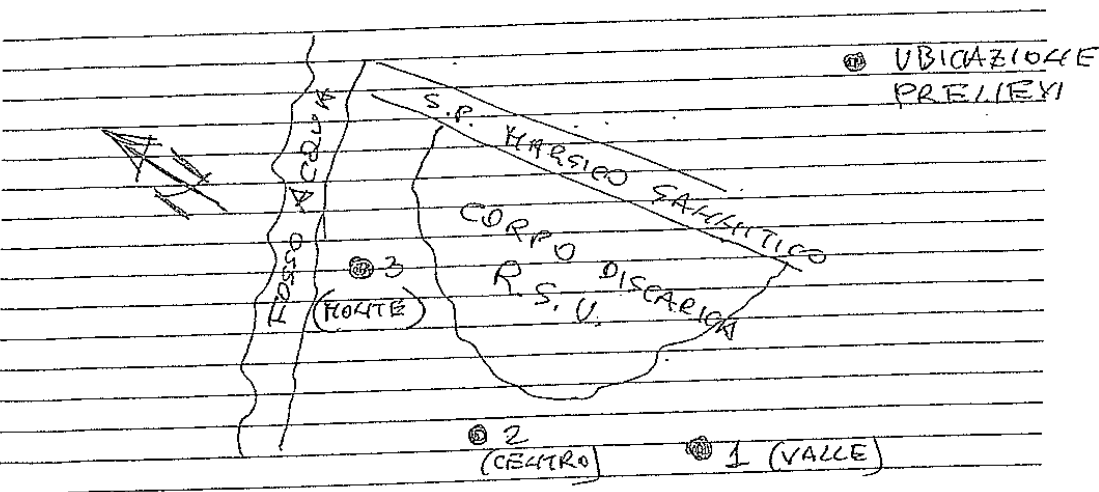 UBICAZIONE
PRELIEVI
S.P. MARSICO SANNITICO
FOSSO ACQUA
N
CORPO DISCARICA
R.S.U.
3
(MONTE)
2
(CENTRO)
1 (VALLE)